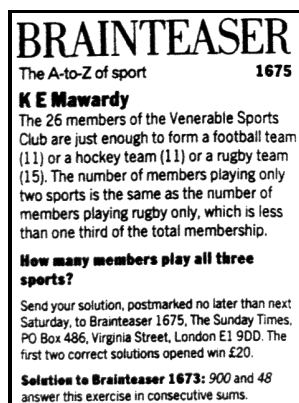 BRAINTEASER
The A-to-Z of sport 1675
K E Mawardy
The 26 members of the Venerable Sports
Club are just enough to form a football team
(11) or a hockey team (11) or a rugby team
(15). The number of members playing only
two sports is the same as the number of
members playing rugby only, which is less
than one third of the total membership.
How many members play all three
sports?
Send your solution, postmarked no later than next
Saturday, to Brainteaser 1675, The Sunday Times,
PO Box 486, Virginia Street, London E1 9DD. The
first two correct solutions opened win £20.
Solution to Brainteaser 1673: 900 and 48
answer this exercise in consecutive sums.